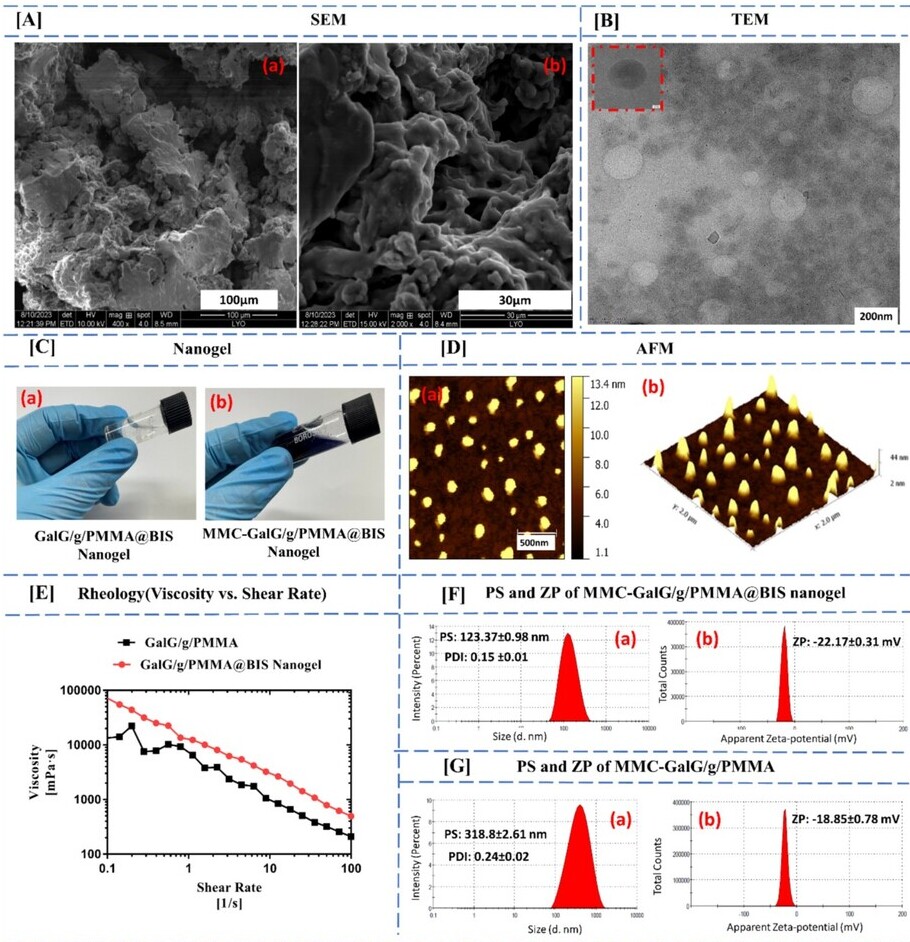 [A] SEM
(a)
(b)
100μm
30μm
8/10/2023 det HV mag spot WD
12:21:39 PM ETD 10.00 kV 400 x 4.0 8.5 mm
100 μm
LYO
8/10/2023 det HV mag spot WD
12:28:22 PM ETD 15.00 kV 2 000 x 4.0 8.4 mm
30 μm
LYO
[B] TEM
200nm
[C] Nanogel
(a)
(b)
GalG/g/PMMA@BIS
Nanogel
MMC-GalG/g/PMMA@BIS
Nanogel
[D] AFM
(a)
500nm
13.4 nm
12.0
10.0
8.0
6.0
4.0
1.1
(b)
44 nm
2 nm
y: 2.0 μm
x: 2.0 μm
[E] Rheology(Viscosity vs. Shear Rate)
GalG/g/PMMA
GalG/g/PMMA@BIS Nanogel
Viscosity
[mPa·s]
100000
10000
1000
100
0.1 1 10 100
Shear Rate
[1/s]
[F] PS and ZP of MMC-GalG/g/PMMA@BIS nanogel
PS: 123.37±0.98 nm
PDI: 0.15 ±0.01
(a)
Intensity (Percent)
Size (d. nm)
(b)
ZP: -22.17±0.31 mV
Total Counts
Apparent Zeta-potential (mV)
[G] PS and ZP of MMC-GalG/g/PMMA
PS: 318.8±2.61 nm
PDI: 0.24±0.02
(a)
Intensity (Percent)
Size (d. nm)
(b)
ZP: -18.85±0.78 mV
Total Counts
-100 0 100
Apparent Zeta-potential (mV)